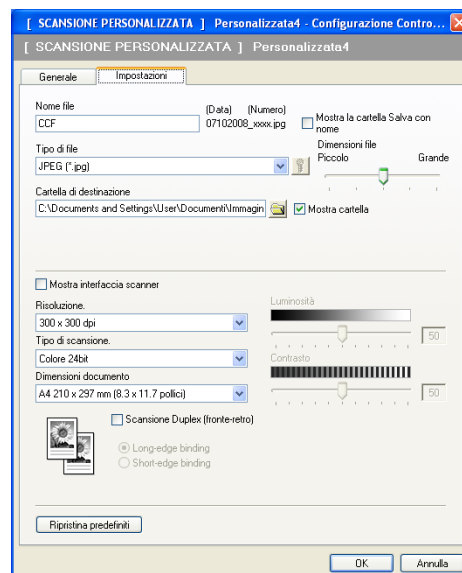 [ SCANSIONE PERSONALIZZATA ] Personalizzata4 - Configurazione Contro...
[ SCANSIONE PERSONALIZZATA ] Personalizzata4
Generale Impostazioni
Nome file (Data) (Numero)
CCF 07102008_xxxx.jpg
Mostra la cartella Salva con nome
Tipo di file
JPEG (*.jpg)
Dimensioni file
Piccolo Grande
Cartella di destinazione
C:\Documents and Settings\User\Documenti\Immagin
Mostra cartella
Mostra interfaccia scanner
Risoluzione.
300 x 300 dpi
Tipo di scansione.
Colore 24bit
Dimensioni documento
A4 210 x 297 mm (8.3 x 11.7 pollici)
Luminosità
50
Contrasto
50
Scansione Duplex (fronte-retro)
Long-edge binding
Short-edge binding
Ripristina predefiniti
OK Annulla